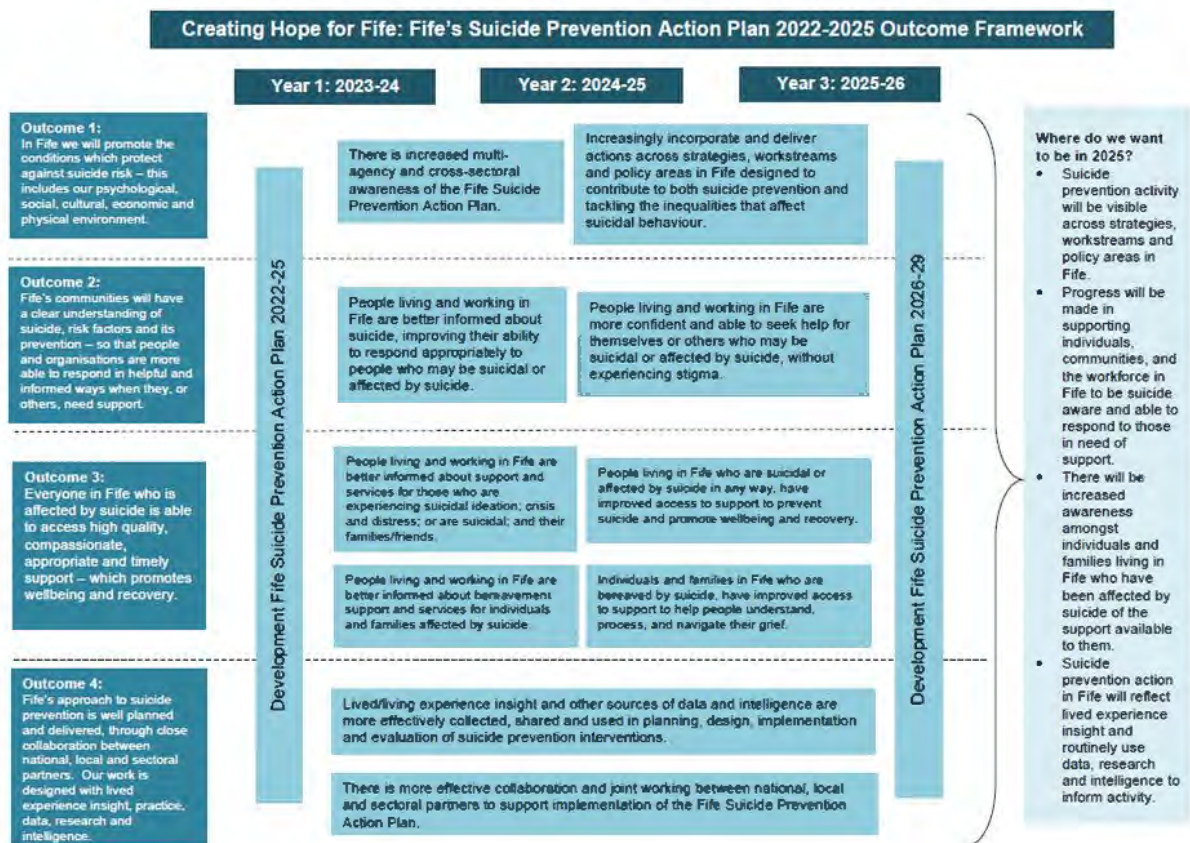 Creating Hope for Fife: Fife's Suicide Prevention Action Plan 2022-2025 Outcome Framework
Year 1: 2023-24
Year 2: 2024-25
Year 3: 2025-26
Outcome 1:
In Fife we will promote the
conditions which protect
against suicide risk – this
includes our psychological,
social, cultural, economic and
physical environment.
There is increased multi-
agency and cross-sectoral
awareness of the Fife Suicide
Prevention Action Plan.
Increasingly incorporate and deliver
actions across strategies, workstreams
and policy areas in Fife designed to
contribute to both suicide prevention and
tackling the inequalities that affect
suicidal behaviour.
Outcome 2:
Fife's communities will have
a clear understanding of
suicide, risk factors and its
prevention – so that people
and organisations are more
able to respond in helpful and
informed ways when they, or
others, need support.
People living and working in
Fife are better informed about
suicide, improving their ability
to respond appropriately to
people who may be suicidal or
affected by suicide.
People living and working in Fife are
more confident and able to seek help for
themselves or others who may be
suicidal or affected by suicide, without
experiencing stigma.
Outcome 3:
Everyone in Fife who is
affected by suicide is able
to access high quality,
compassionate,
appropriate and timely
support – which promotes
wellbeing and recovery.
People living and working in Fife are
better informed about support and
services for those who are
experiencing suicidal ideation; crisis
and distress; or are suicidal; and their
families/friends.
People living in Fife who are suicidal or
affected by suicide in any way, have
improved access to support to prevent
suicide and promote wellbeing and recovery.
People living and working in Fife are
better informed about bereavement
support and services for individuals
and families affected by suicide.
Individuals and families in Fife who are
bereaved by suicide, have improved access
to support to help people understand,
process, and navigate their grief.
Outcome 4:
Fife's approach to suicide
prevention is well planned
and delivered, through close
collaboration between
national, local and sectoral
partners. Our work is
designed with lived
experience insight, practice,
data, research and
intelligence.
Lived/living experience insight and other sources of data and intelligence are
more effectively collected, shared and used in planning, design, implementation
and evaluation of suicide prevention interventions.
There is more effective collaboration and joint working between national, local
and sectoral partners to support implementation of the Fife Suicide Prevention
Action Plan.
Development Fife Suicide Prevention Action Plan 2022-25
Development Fife Suicide Prevention Action Plan 2026-29
Where do we want
to be in 2025?
• Suicide
prevention activity
will be visible
across strategies,
workstreams and
policy areas in
Fife.
• Progress will be
made in
supporting
individuals,
communities, and
the workforce in
Fife to be suicide
aware and able to
respond to those
in need of
support.
• There will be
increased
awareness
amongst
individuals and
families living in
Fife who have
been affected by
suicide of the
support available
to them.
• Suicide
prevention action
in Fife will reflect
lived experience
insight and
routinely use
data, research
and intelligence to
inform activity.